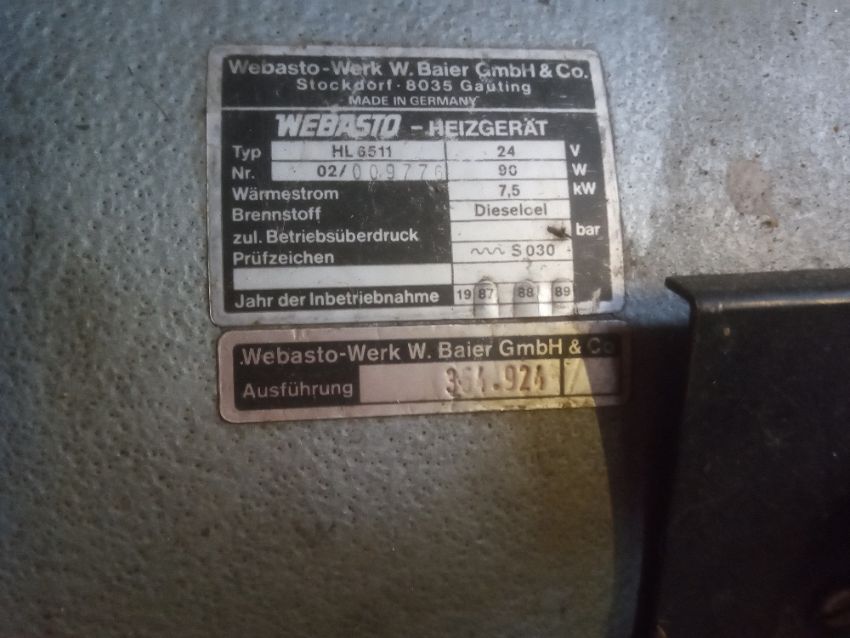 Webasto-Werk W. Baier GmbH & Co.
Stockdorf · 8035 Gauting
MADE IN GERMANY
WEBASTO - HEIZGERÄT
Typ HL 6511 24 V
Nr. 02/009776 90 W
Wärmestrom 7,5 kW
Brennstoff Dieseloel
zul. Betriebsüberdruck bar
Prüfzeichen S 030
Jahr der Inbetriebnahme 19 87 88 89
Webasto-Werk W. Baier GmbH & Co
Ausführung /